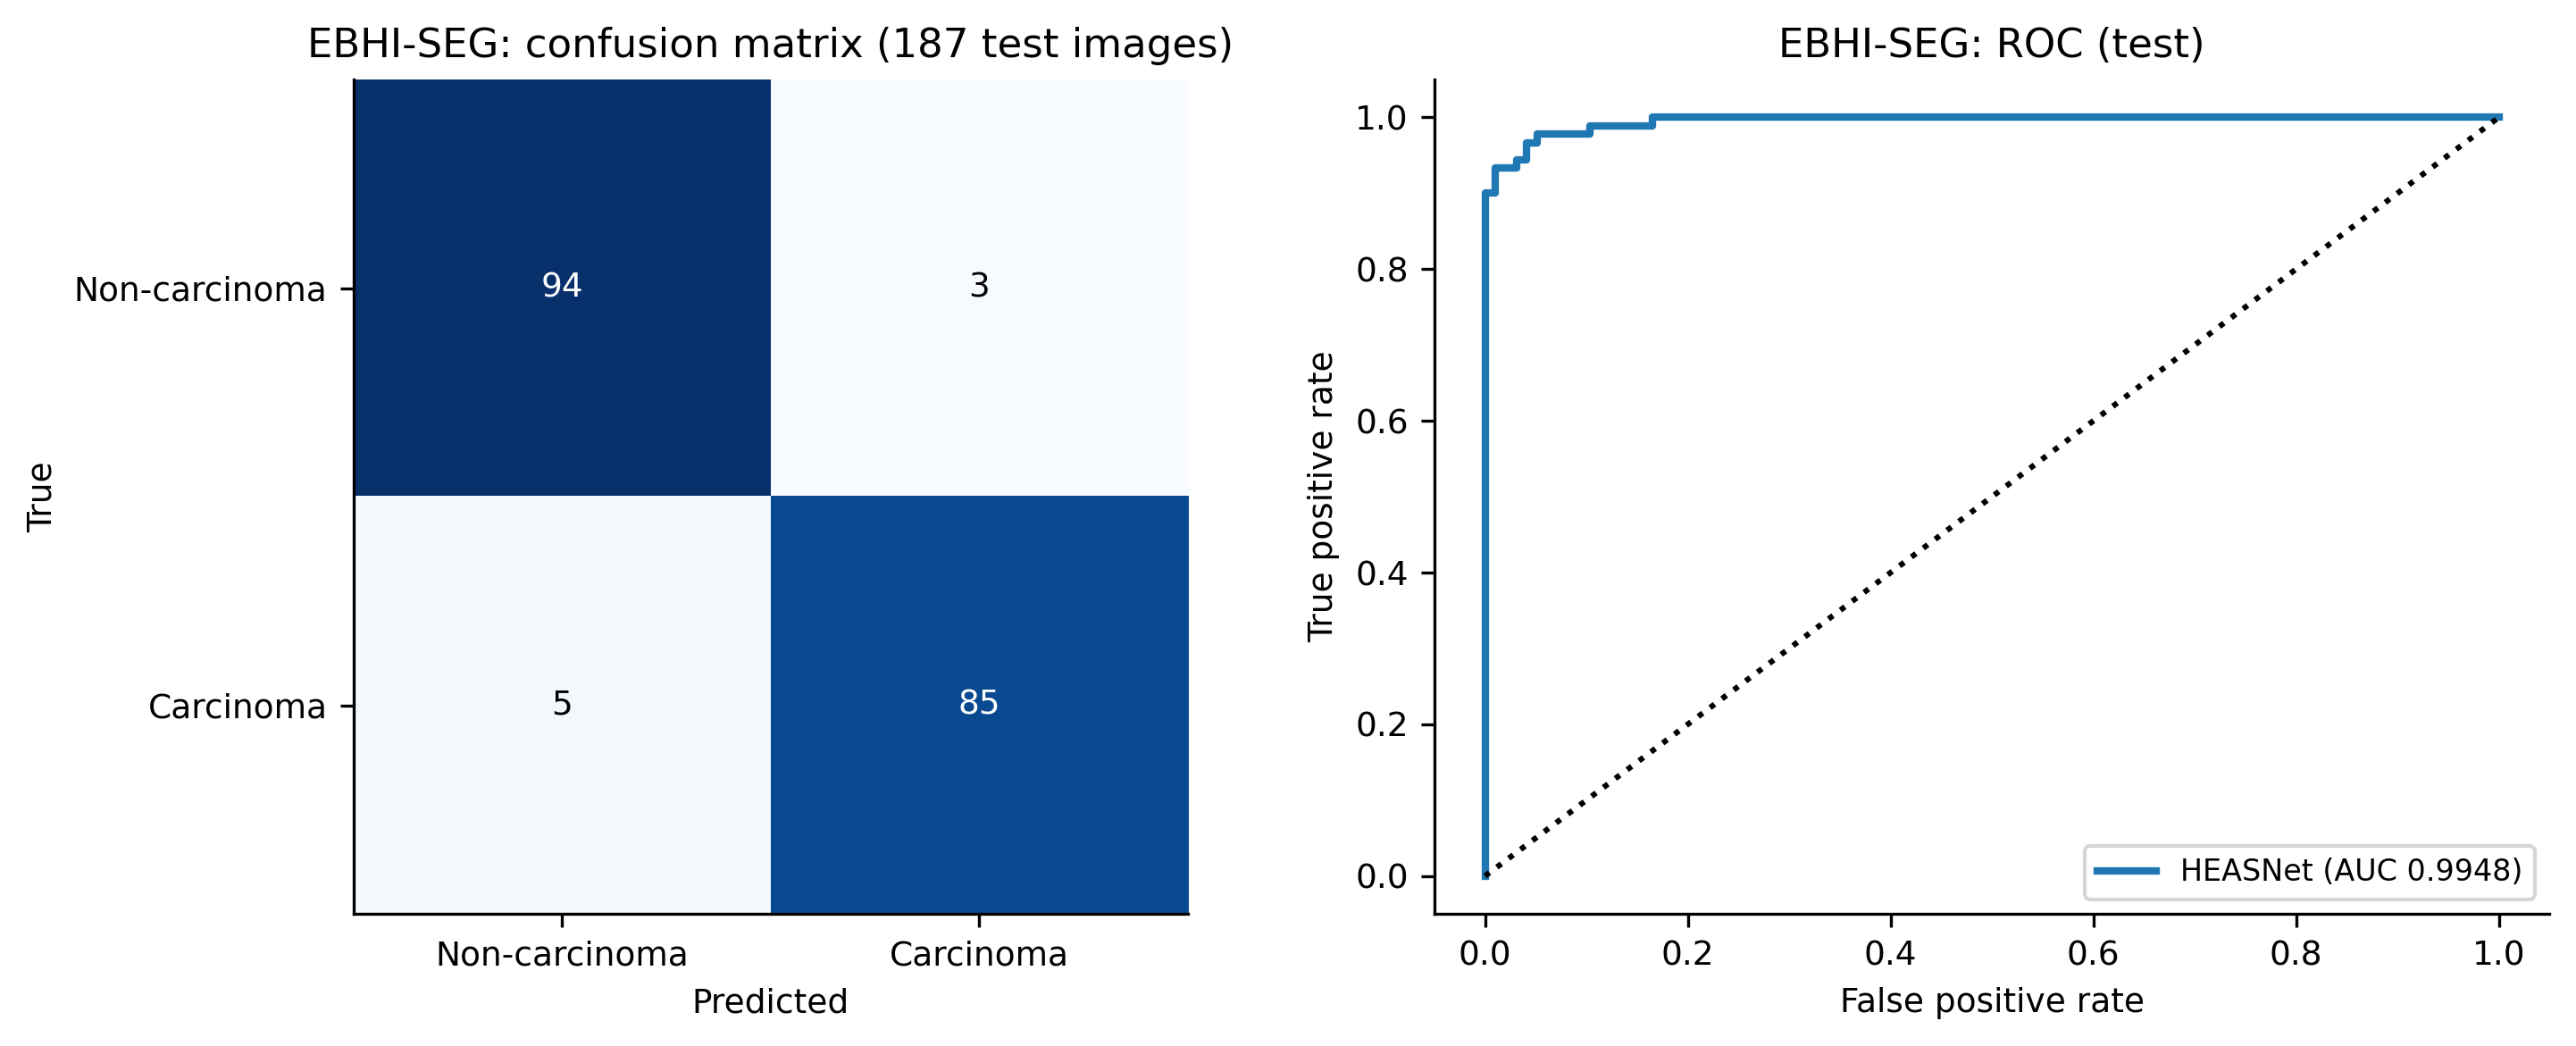 EBHI-SEG: confusion matrix (187 test images)
True
Non-carcinoma
94
3
Carcinoma
5
85
Non-carcinoma
Carcinoma
Predicted
EBHI-SEG: ROC (test)
True positive rate
1.0
0.8
0.6
0.4
0.2
0.0
HEASNet (AUC 0.9948)
0.0
0.2
0.4
0.6
0.8
1.0
False positive rate